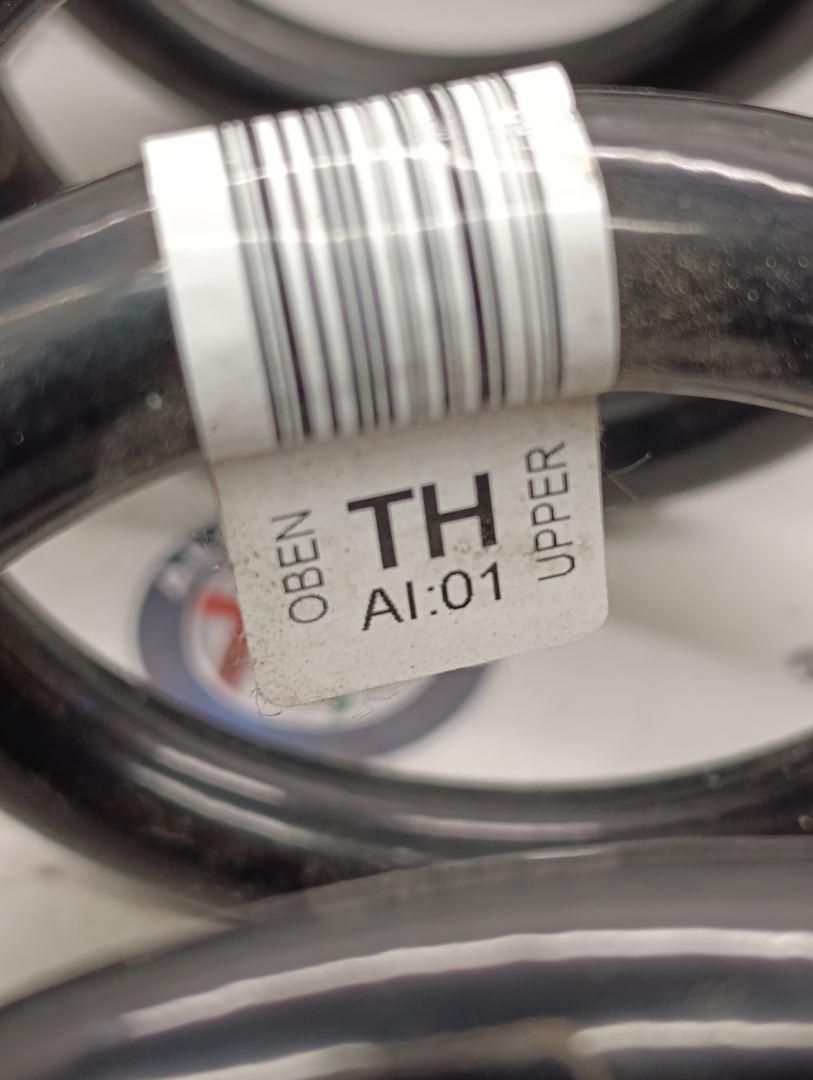 OBEN
TH
AI:01
UPPER